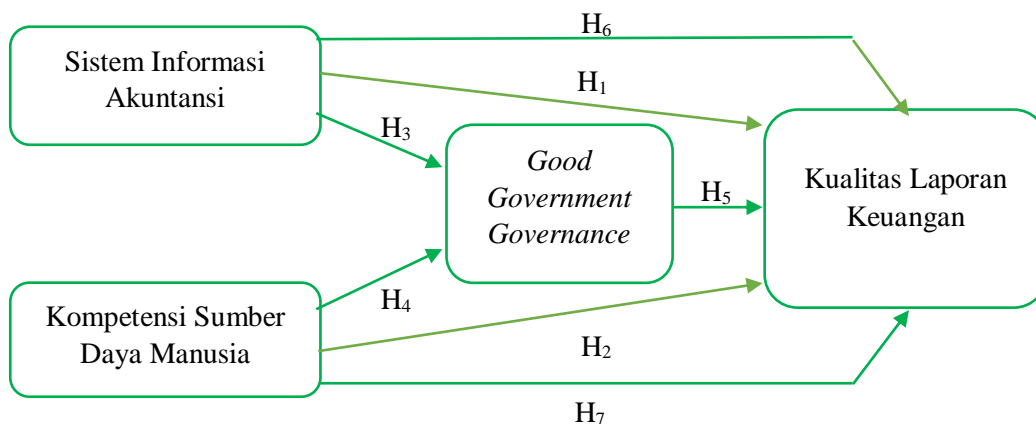 H₆
Sistem Informasi
Akuntansi
H₁
H₃
Good
Government
Governance
H₅
Kualitas Laporan
Keuangan
H₄
Kompetensi Sumber
Daya Manusia
H₂
H₇